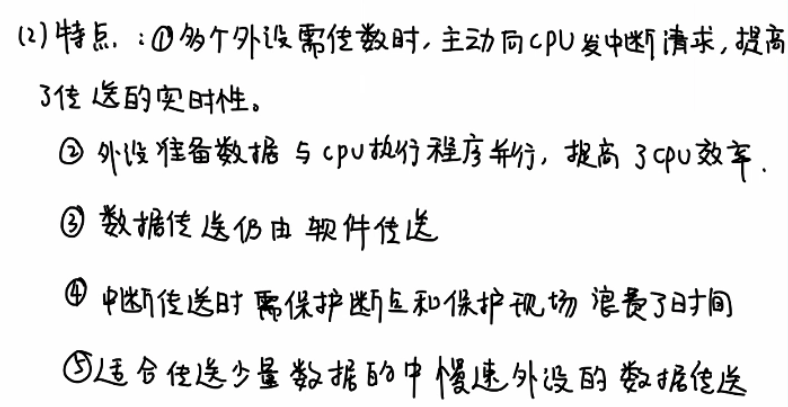 (2)特点.:①多个外设需传数时,主动向CPU发中断请求,提高
了传送的实时性。
② 外设准备数据与CPU执行程序并行,提高了CPU效率.
③ 数据传送仍由软件传送
④ 中断传送时需保护断点和保护现场 浪费了时间
⑤适合传送少量数据的中慢速外设的数据传送